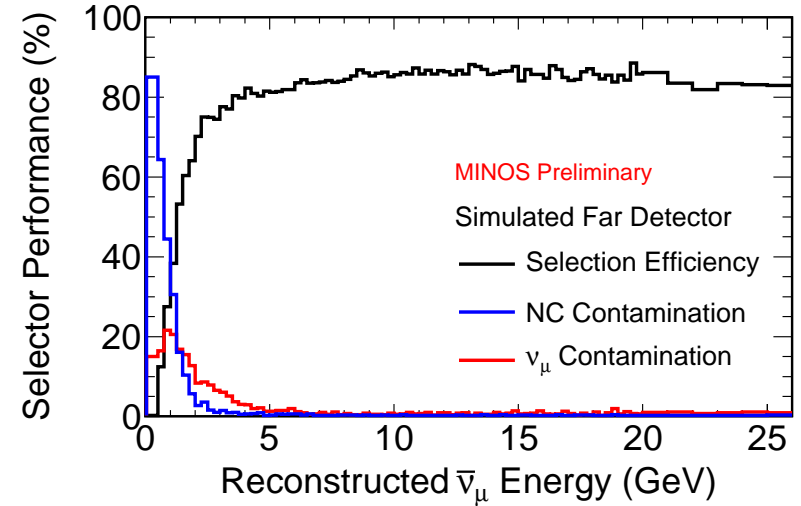 Selector Performance (%)
100
80
60
40
20
0
MINOS Preliminary
Simulated Far Detector
Selection Efficiency
NC Contamination
νμ Contamination
0 5 10 15 20 25
Reconstructed ν̅μ Energy (GeV)